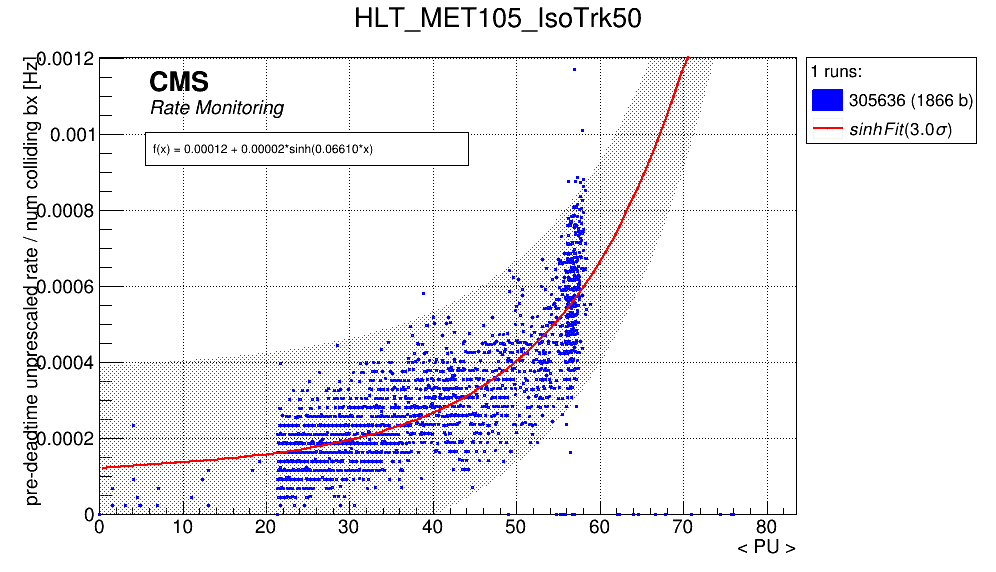 HLT_MET105_IsoTrk50
pre-deadtime unprescaled rate / num colliding bx [Hz]
0.0012
0.001
0.0008
0.0006
0.0004
0.0002
0
CMS
Rate Monitoring
f(x) = 0.00012 + 0.00002*sinh(0.06610*x)
1 runs:
305636 (1866 b)
sinhFit(3.0σ)
0 10 20 30 40 50 60 70 80
< PU >